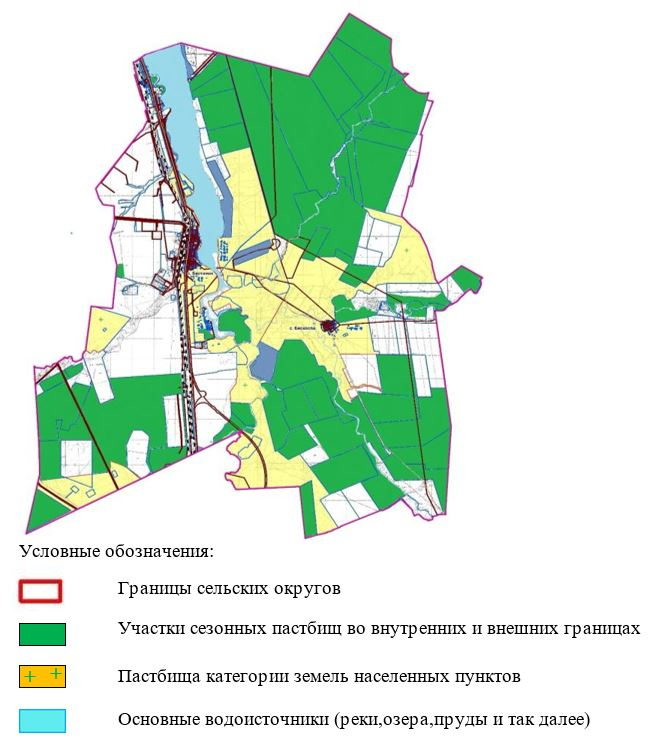 с. Бескоспа
Условные обозначения:
Границы сельских округов
Участки сезонных пастбищ во внутренних и внешних границах
Пастбища категории земель населенных пунктов
Основные водоисточники (реки,озера,пруды и так далее)